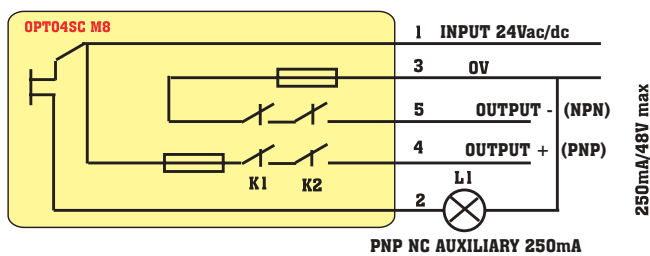 OPTO4SC M8
1 INPUT 24Vac/dc
3 0V
5 OUTPUT - (NPN)
4 OUTPUT + (PNP)
K1 K2
L1
2
PNP NC AUXILIARY 250mA
250mA/48V max